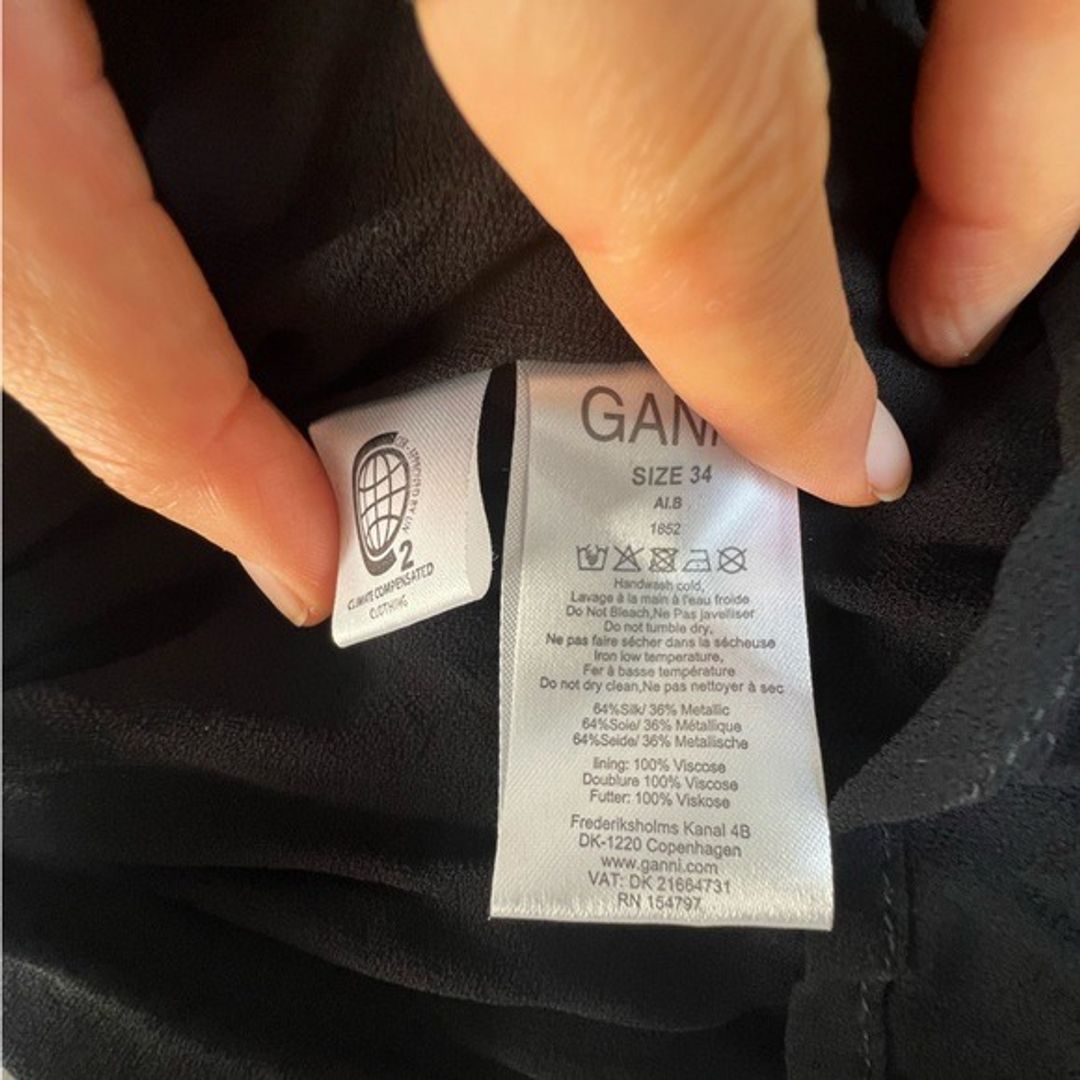 2
CLIMATE COMPENSATED
CLOTHING
GANN
SIZE 34
AI.B
1852
Handwash cold,
Lavage à la main à l'eau froide
Do Not Bleach,Ne Pas javelliser
Do not tumble dry,
Ne pas faire sécher dans la sécheuse
Iron low temperature,
Fer à basse température
Do not dry clean,Ne pas nettoyer à sec
64%Silk/ 36% Metallic
64%Soie/ 36% Métallique
64%Seide/ 36% Metallische
lining: 100% Viscose
Doublure 100% Viscose
Futter: 100% Viskose
Frederiksholms Kanal 4B
DK-1220 Copenhagen
www.ganni.com
VAT: DK 21664731
RN 154797